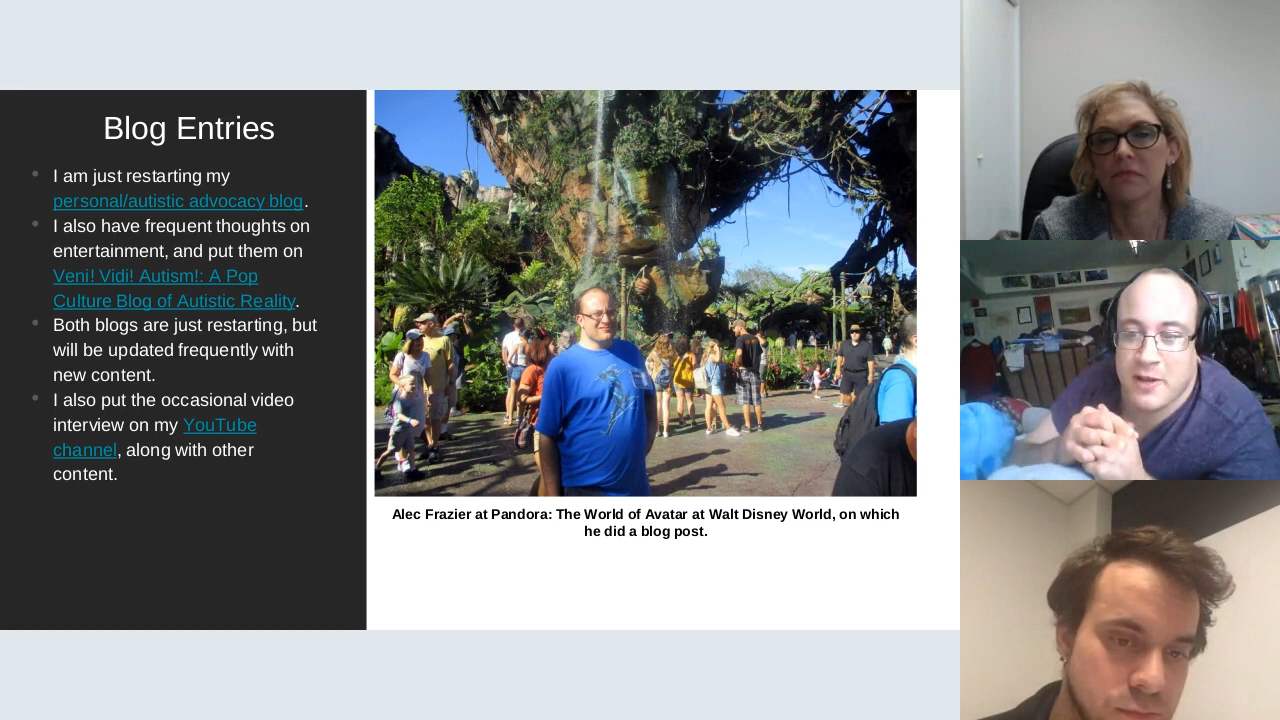 Blog Entries
I am just restarting my
personal/autistic advocacy blog.
I also have frequent thoughts on
entertainment, and put them on
Veni! Vidi! Autism!: A Pop
Culture Blog of Autistic Reality.
Both blogs are just restarting, but
will be updated frequently with
new content.
I also put the occasional video
interview on my YouTube
channel, along with other
content.
Alec Frazier at Pandora: The World of Avatar at Walt Disney World, on which
he did a blog post.